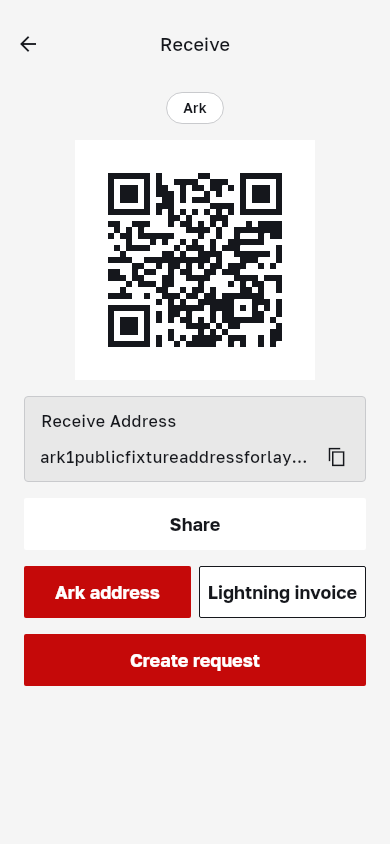 Receive
Ark
Receive Address
ark1publicfixtureaddressforlay...
Share
Ark address
Lightning invoice
Create request